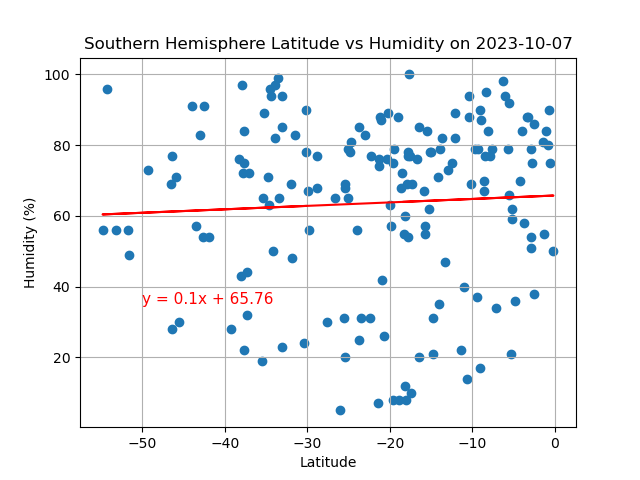 Southern Hemisphere Latitude vs Humidity on 2023-10-07
100
80
60
40
20
Humidity (%)
y = 0.1x + 65.76
−50 −40 −30 −20 −10 0
Latitude